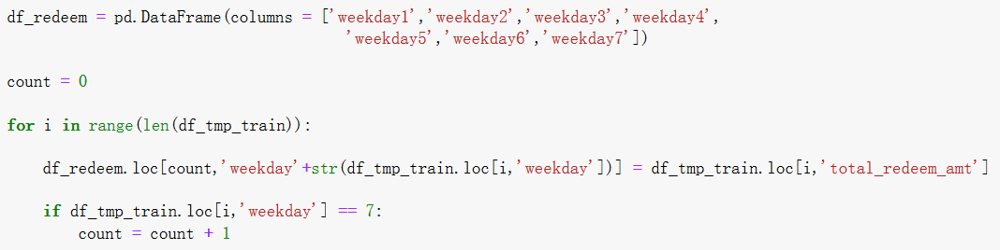 df_redeem = pd.DataFrame(columns = ['weekday1','weekday2','weekday3','weekday4',
                                    'weekday5','weekday6','weekday7'])
count = 0
for i in range(len(df_tmp_train)):
    df_redeem.loc[count,'weekday'+str(df_tmp_train.loc[i,'weekday'])] = df_tmp_train.loc[i,'total_redeem_amt']
    if df_tmp_train.loc[i,'weekday'] == 7:
        count = count + 1